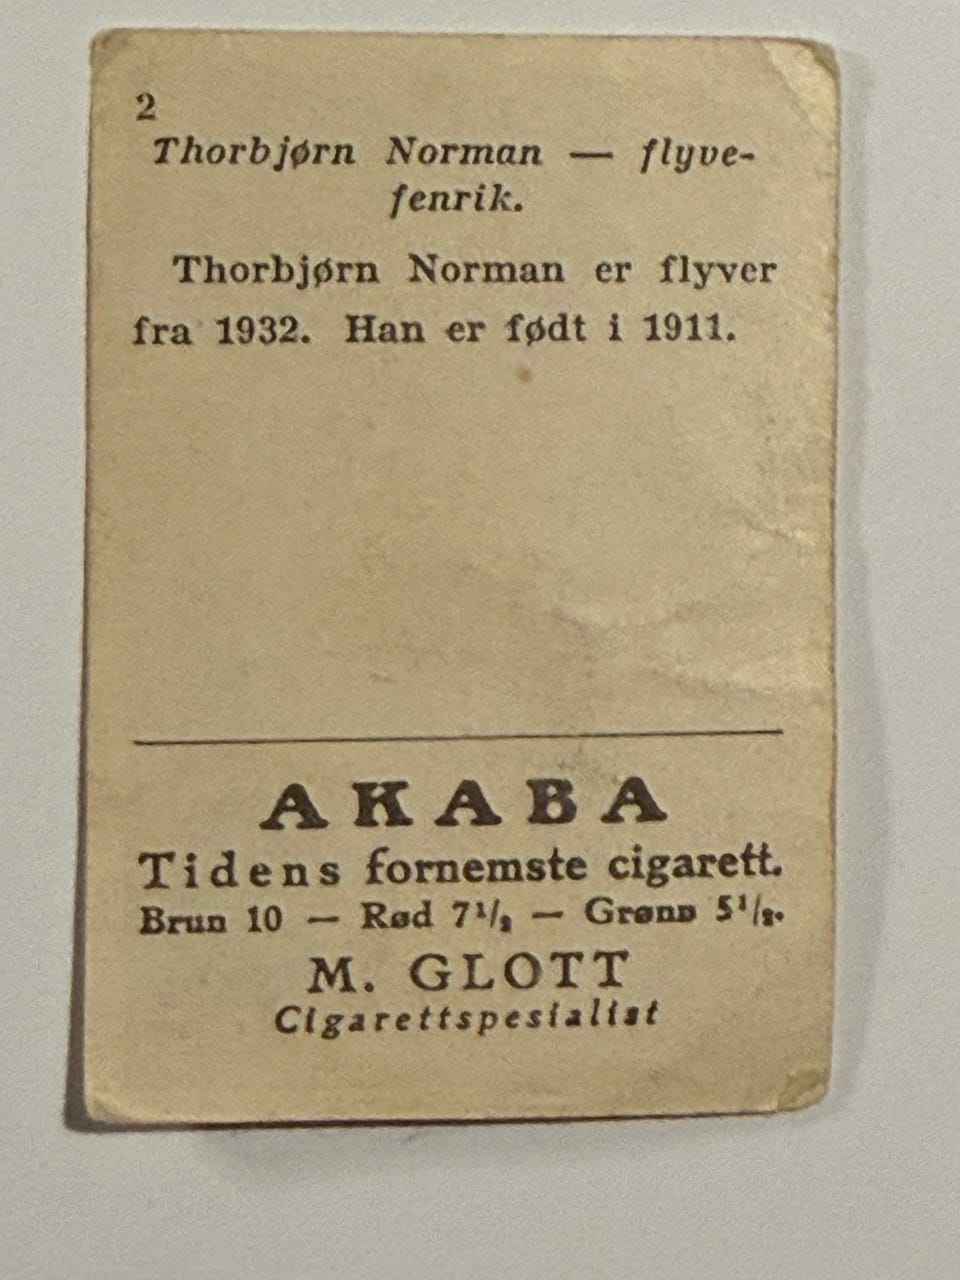 2
Thorbjørn Norman — flyve-
fenrik.
Thorbjørn Norman er flyver
fra 1932. Han er født i 1911.
AKABA
Tidens fornemste cigarett.
Brun 10 — Rød 7¹/₂ — Grønn 5¹/₂.
M. GLOTT
Cigarettspesialist